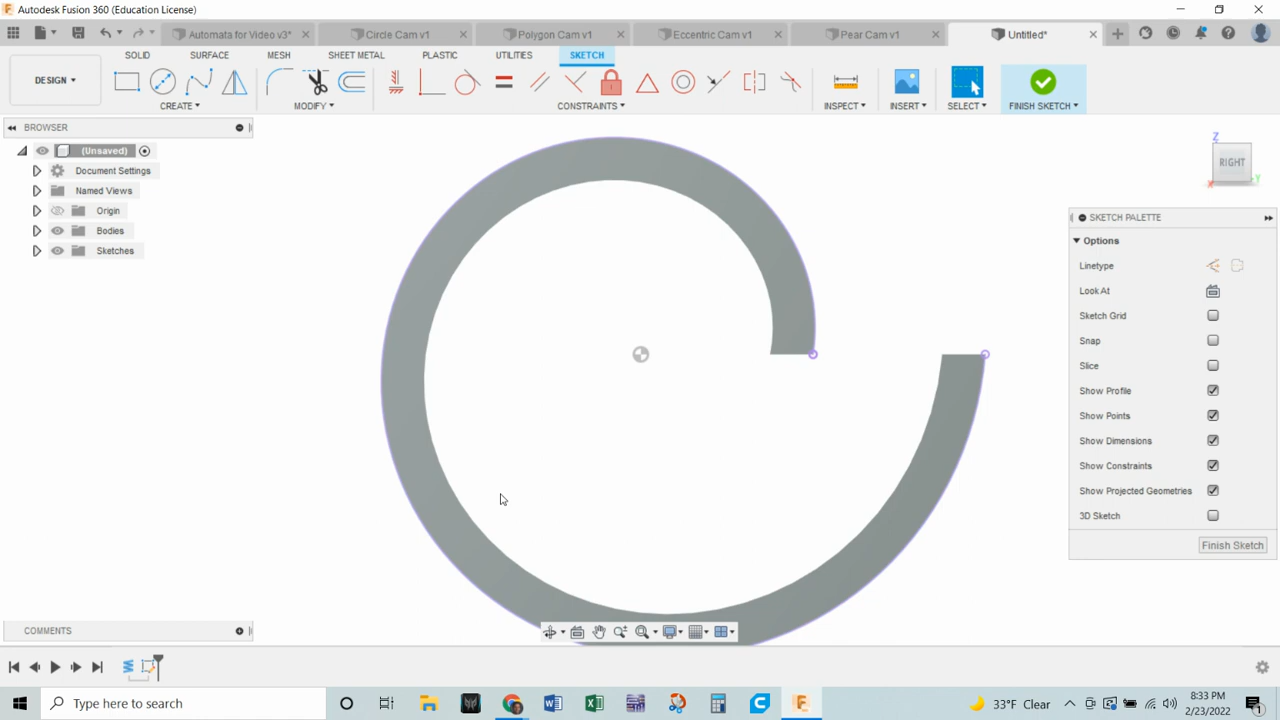 Autodesk Fusion 360 (Education License)
Automata for Video v3* Circle Cam v1 Polygon Cam v1 Eccentric Cam v1 Pear Cam v1 Untitled*
SOLID SURFACE MESH SHEET METAL PLASTIC UTILITIES SKETCH
DESIGN
CREATE MODIFY CONSTRAINTS INSPECT INSERT SELECT FINISH SKETCH
BROWSER
(Unsaved)
Document Settings
Named Views
Origin
Bodies
Sketches
Z
RIGHT
X Y
SKETCH PALETTE
Options
Linetype
Look At
Sketch Grid
Snap
Slice
Show Profile
Show Points
Show Dimensions
Show Constraints
Show Projected Geometries
3D Sketch
Finish Sketch
COMMENTS
Type here to search
33°F Clear
8:33 PM
2/23/2022
1